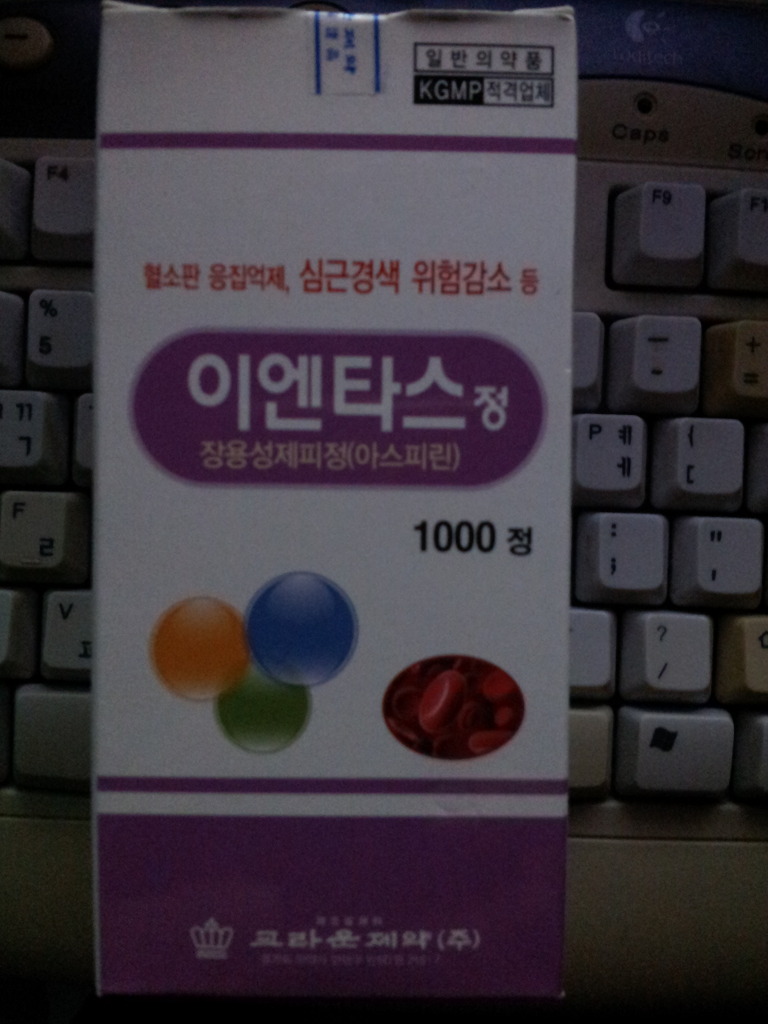 일반의약품
KGMP 적격업체
혈소판 응집억제, 심근경색 위험감소 등
이엔타스정
장용성제피정(아스피린)
1000 정
크라운제약(주)
Logitech
Caps
F4
F9
%
5
ㄲ
ㄱ
F
ㄹ
V
P ㅖ
ㅔ
{
[
:
;
"
'
?
/
+
=